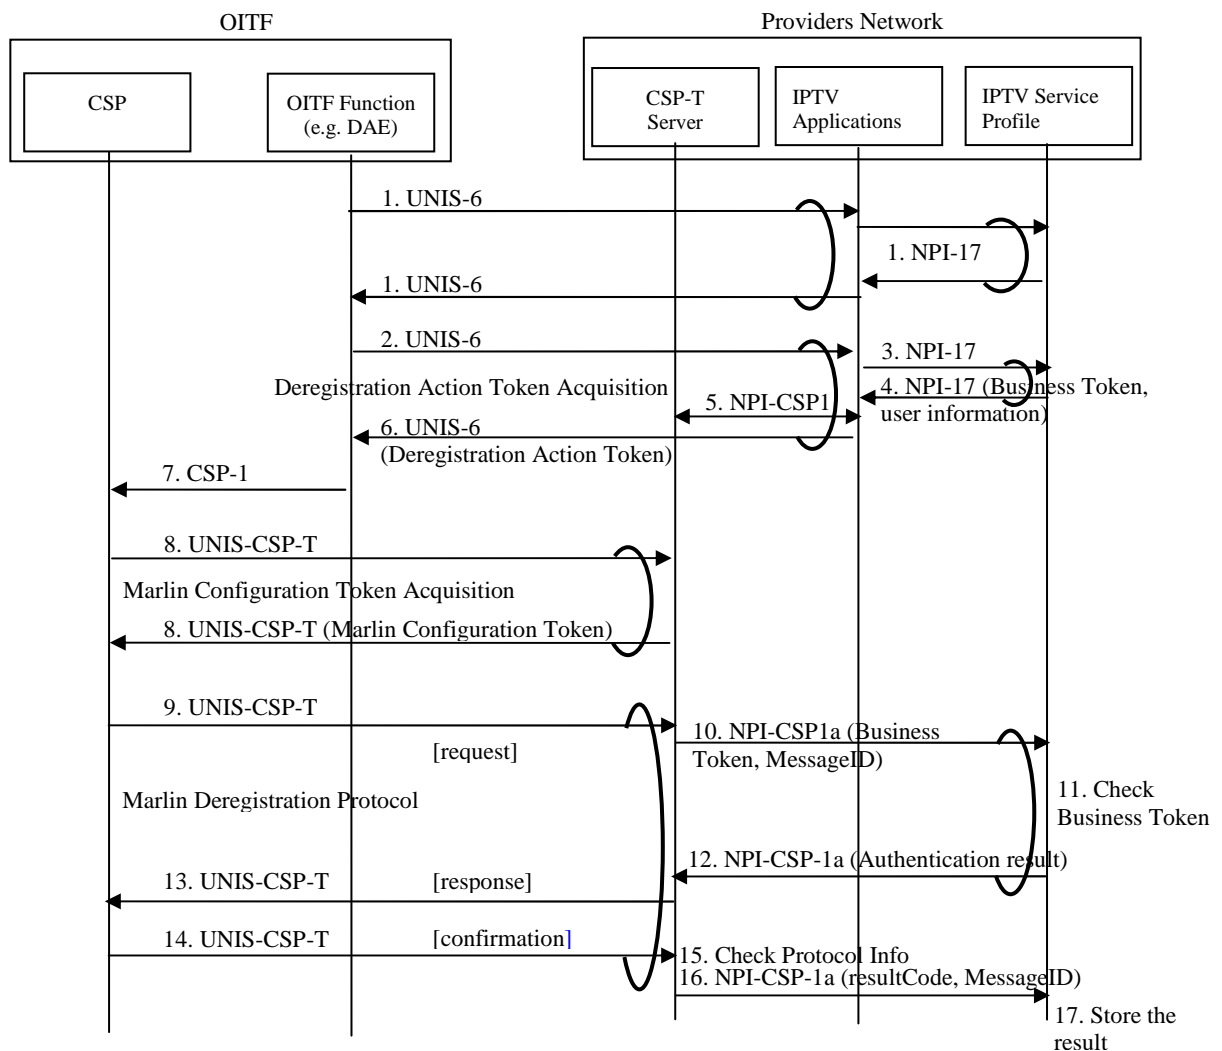 OITF
Providers Network
CSP
OITF Function
(e.g. DAE)
CSP-T
Server
IPTV
Applications
IPTV Service
Profile
1. UNIS-6
1. NPI-17
1. UNIS-6
2. UNIS-6
3. NPI-17
Deregistration Action Token Acquisition
4. NPI-17 (Business Token,
user information)
5. NPI-CSP1
6. UNIS-6
(Deregistration Action Token)
7. CSP-1
8. UNIS-CSP-T
Marlin Configuration Token Acquisition
8. UNIS-CSP-T (Marlin Configuration Token)
9. UNIS-CSP-T
[request]
10. NPI-CSP1a (Business
Token, MessageID)
Marlin Deregistration Protocol
11. Check
Business Token
12. NPI-CSP-1a (Authentication result)
13. UNIS-CSP-T
[response]
14. UNIS-CSP-T
[confirmation]
15. Check Protocol Info
16. NPI-CSP-1a (resultCode, MessageID)
17. Store the
result